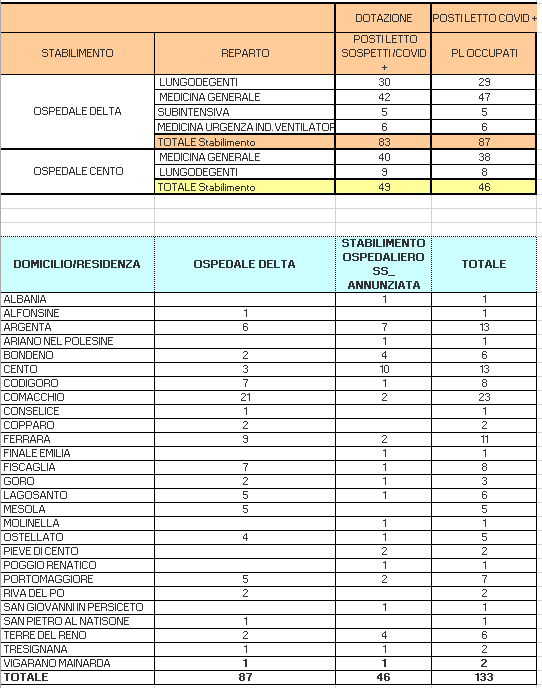 DOTAZIONE POSTI LETTO COVID +
STABILIMENTO REPARTO POSTI LETTO SOSPETTI /COVID + PL OCCUPATI
OSPEDALE DELTA
LUNGODEGENTI 30 29
MEDICINA GENERALE 42 47
SUBINTENSIVA 5 5
MEDICINA URGENZA IND.VENTILATOR 6 6
TOTALE Stabilimento 83 87
OSPEDALE CENTO
MEDICINA GENERALE 40 38
LUNGODEGENTI 9 8
TOTALE Stabilimento 49 46
DOMICILIO/RESIDENZA OSPEDALE DELTA STABILIMENTO OSPEDALIERO SS_ ANNUNZIATA TOTALE
ALBANIA 1 1
ALFONSINE 1 1
ARGENTA 6 7 13
ARIANO NEL POLESINE 1 1
BONDENO 2 4 6
CENTO 3 10 13
CODIGORO 7 1 8
COMACCHIO 21 2 23
CONSELICE 1 1
COPPARO 2 2
FERRARA 9 2 11
FINALE EMILIA 1 1
FISCAGLIA 7 1 8
GORO 2 1 3
LAGOSANTO 5 1 6
MESOLA 5 5
MOLINELLA 1 1
OSTELLATO 4 1 5
PIEVE DI CENTO 2 2
POGGIO RENATICO 1 1
PORTOMAGGIORE 5 2 7
RIVA DEL PO 2 2
SAN GIOVANNI IN PERSICETO 1 1
SAN PIETRO AL NATISONE 1 1
TERRE DEL RENO 2 4 6
TRESIGNANA 1 1 2
VIGARANO MAINARDA 1 1 2
TOTALE 87 46 133